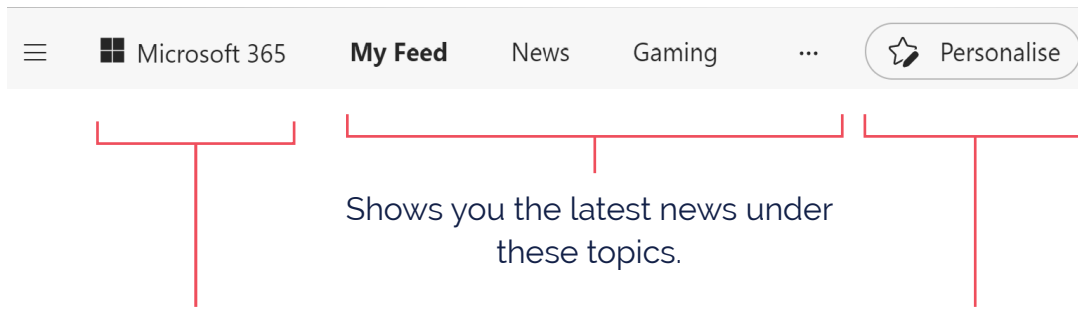 Microsoft 365 My Feed News Gaming ... Personalise
Shows you the latest news under
these topics.